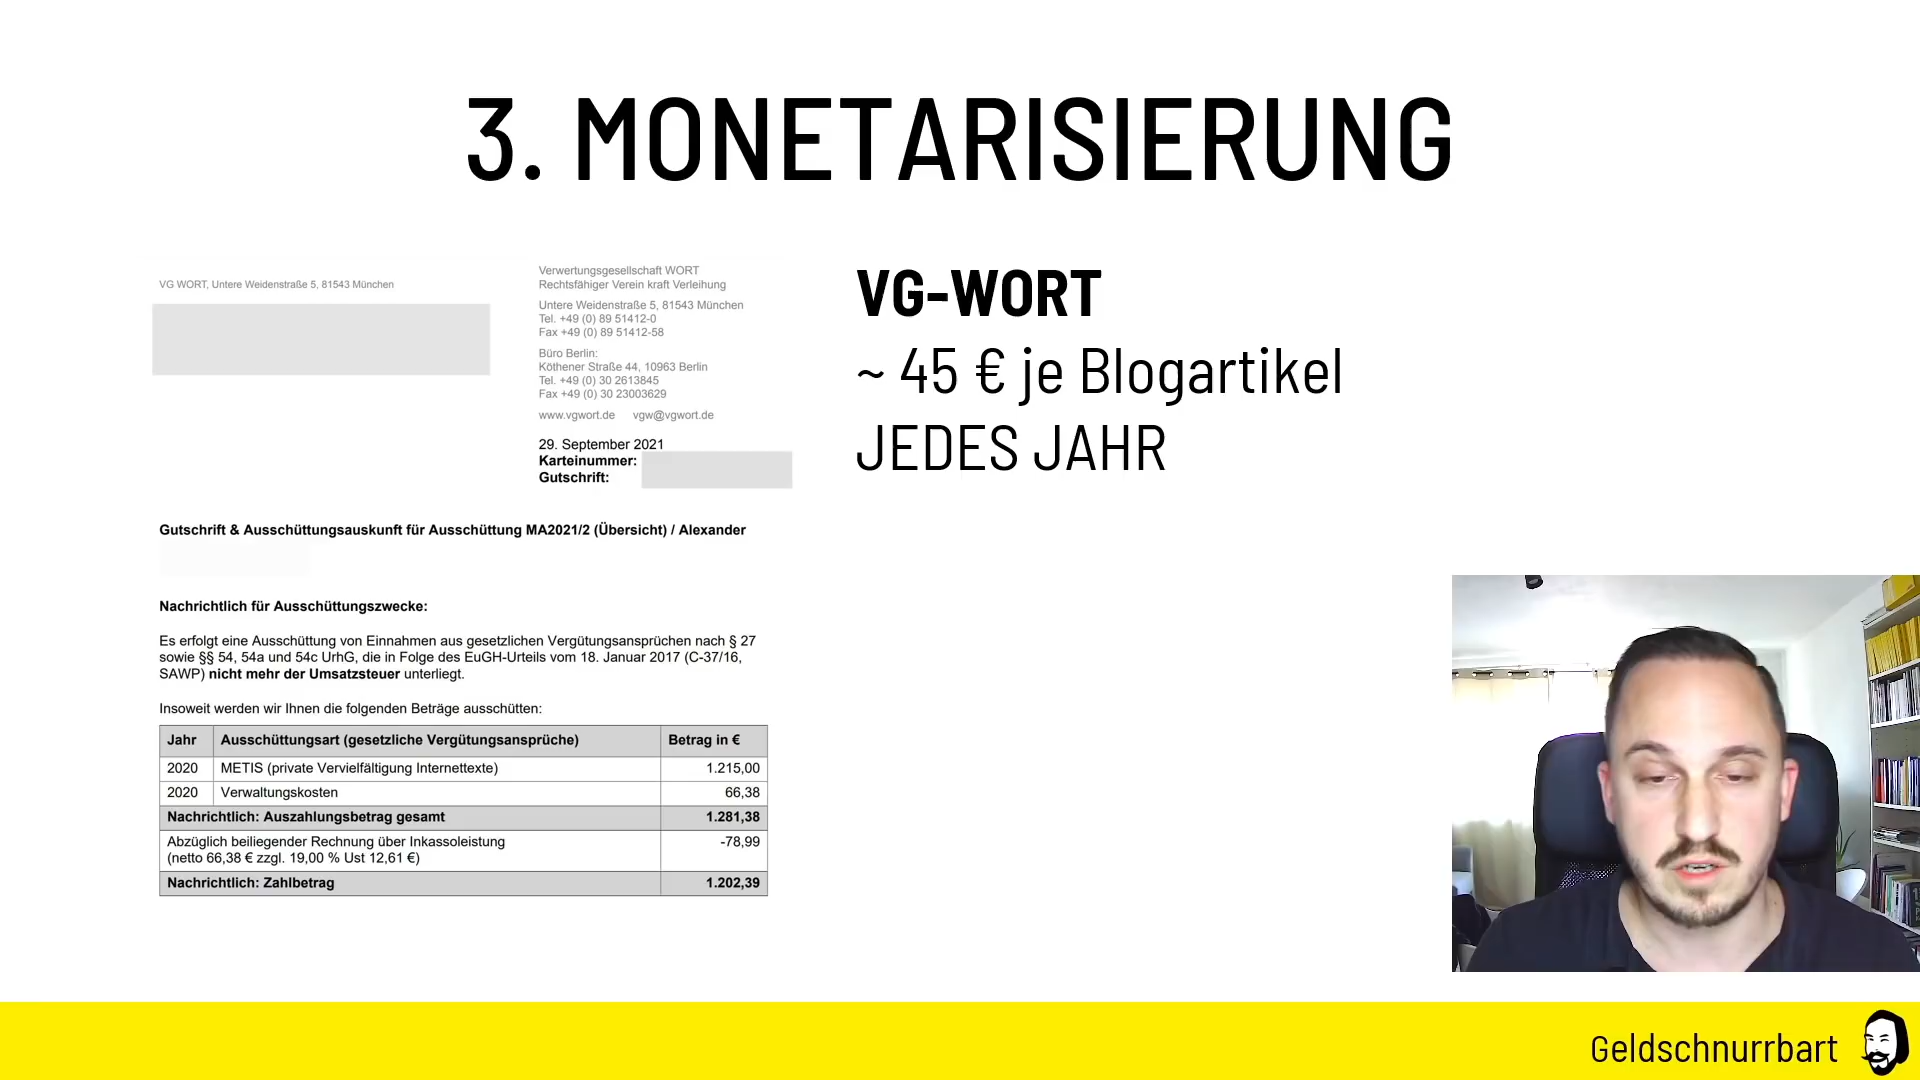 3. MONETARISIERUNG
VG WORT, Untere Weidenstraße 5, 81543 München
Verwertungsgesellschaft WORT
Rechtsfähiger Verein kraft Verleihung
Untere Weidenstraße 5, 81543 München
Tel. +49 (0) 89 51412-0
Fax +49 (0) 89 51412-58
Büro Berlin:
Köthener Straße 44, 10963 Berlin
Tel. +49 (0) 30 2613845
Fax +49 (0) 30 23003629
www.vgwort.de vgw@vgwort.de
29. September 2021
Karteinummer:
Gutschrift:
Gutschrift & Ausschüttungsauskunft für Ausschüttung MA2021/2 (Übersicht) / Alexander
Nachrichtlich für Ausschüttungszwecke:
Es erfolgt eine Ausschüttung von Einnahmen aus gesetzlichen Vergütungsansprüchen nach § 27
sowie §§ 54, 54a und 54c UrhG, die in Folge des EuGH-Urteils vom 18. Januar 2017 (C-37/16,
SAWP) nicht mehr der Umsatzsteuer unterliegt.
Insoweit werden wir Ihnen die folgenden Beträge ausschütten:
Jahr Ausschüttungsart (gesetzliche Vergütungsansprüche) Betrag in €
2020 METIS (private Vervielfältigung Internettexte) 1.215,00
2020 Verwaltungskosten 66,38
Nachrichtlich: Auszahlungsbetrag gesamt 1.281,38
Abzüglich beiliegender Rechnung über Inkassoleistung -78,99
(netto 66,38 € zzgl. 19,00 % Ust 12,61 €)
Nachrichtlich: Zahlbetrag 1.202,39
VG-WORT
~ 45 € je Blogartikel
JEDES JAHR
Geldschnurrbart